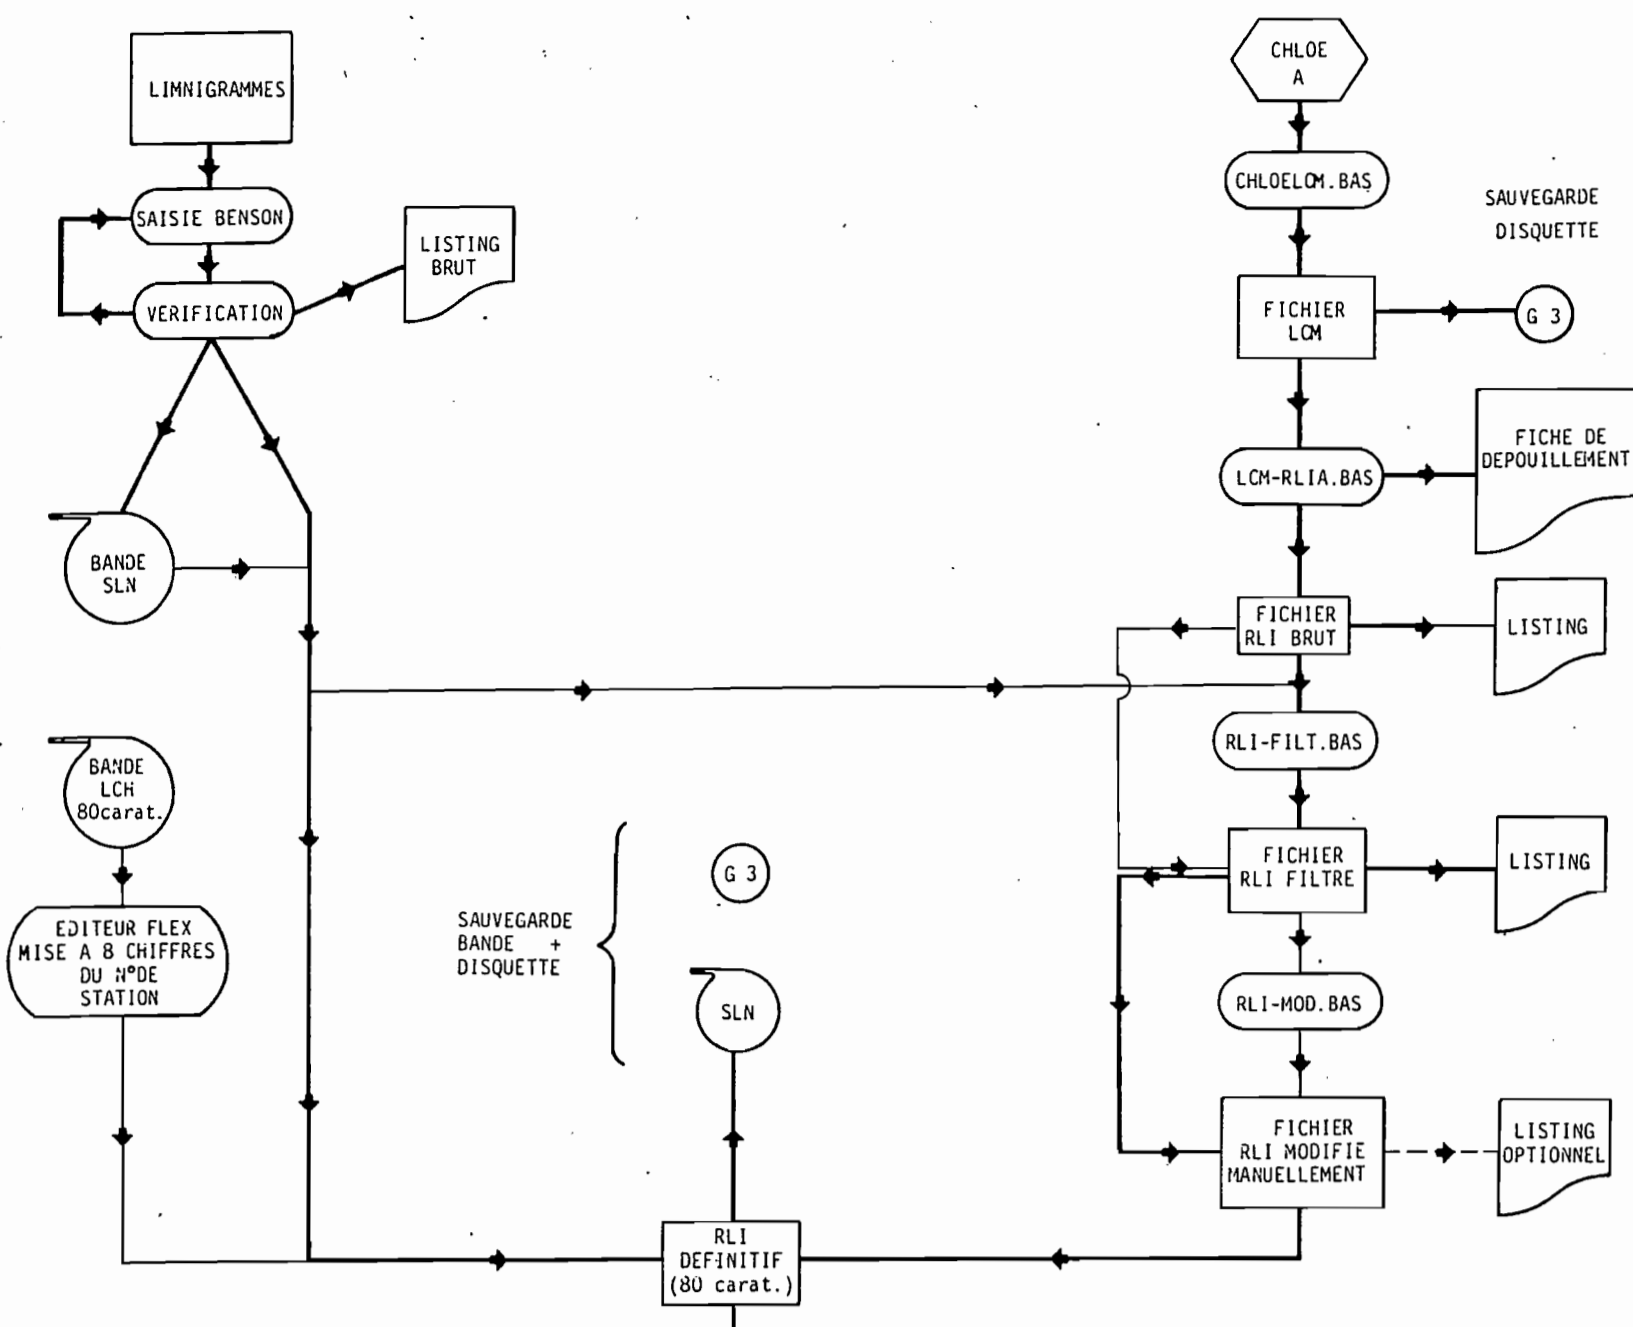 LIMNIGRAMMES
SAISIE BENSON
VERIFICATION
LISTING
BRUT
BANDE
SLN
BANDE
LCH
80carat.
EDITEUR FLEX
MISE A 8 CHIFFRES
DU N°DE
STATION
SAUVEGARDE
BANDE +
DISQUETTE
G 3
SLN
RLI
DEFINITIF
(80 carat.)
CHLOE
A
CHLOELCM.BAS
SAUVEGARDE
DISQUETTE
FICHIER
LCM
G 3
LCM-RLIA.BAS
FICHE DE
DEPOUILLEMENT
FICHIER
RLI BRUT
LISTING
RLI-FILT.BAS
FICHIER
RLI FILTRE
LISTING
RLI-MOD.BAS
FICHIER
RLI MODIFIE
MANUELLEMENT
LISTING
OPTIONNEL